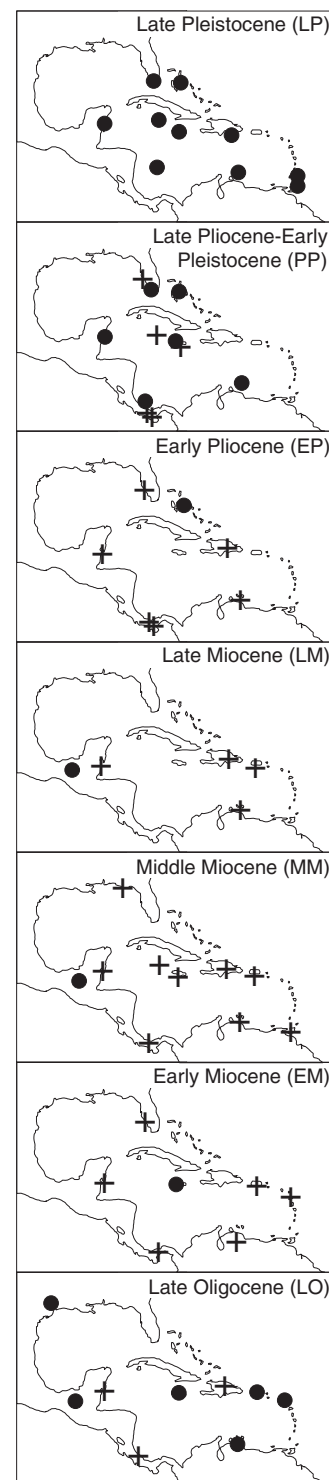 Late Pleistocene (LP)
Late Pliocene-Early
Pleistocene (PP)
Early Pliocene (EP)
Late Miocene (LM)
Middle Miocene (MM)
Early Miocene (EM)
Late Oligocene (LO)